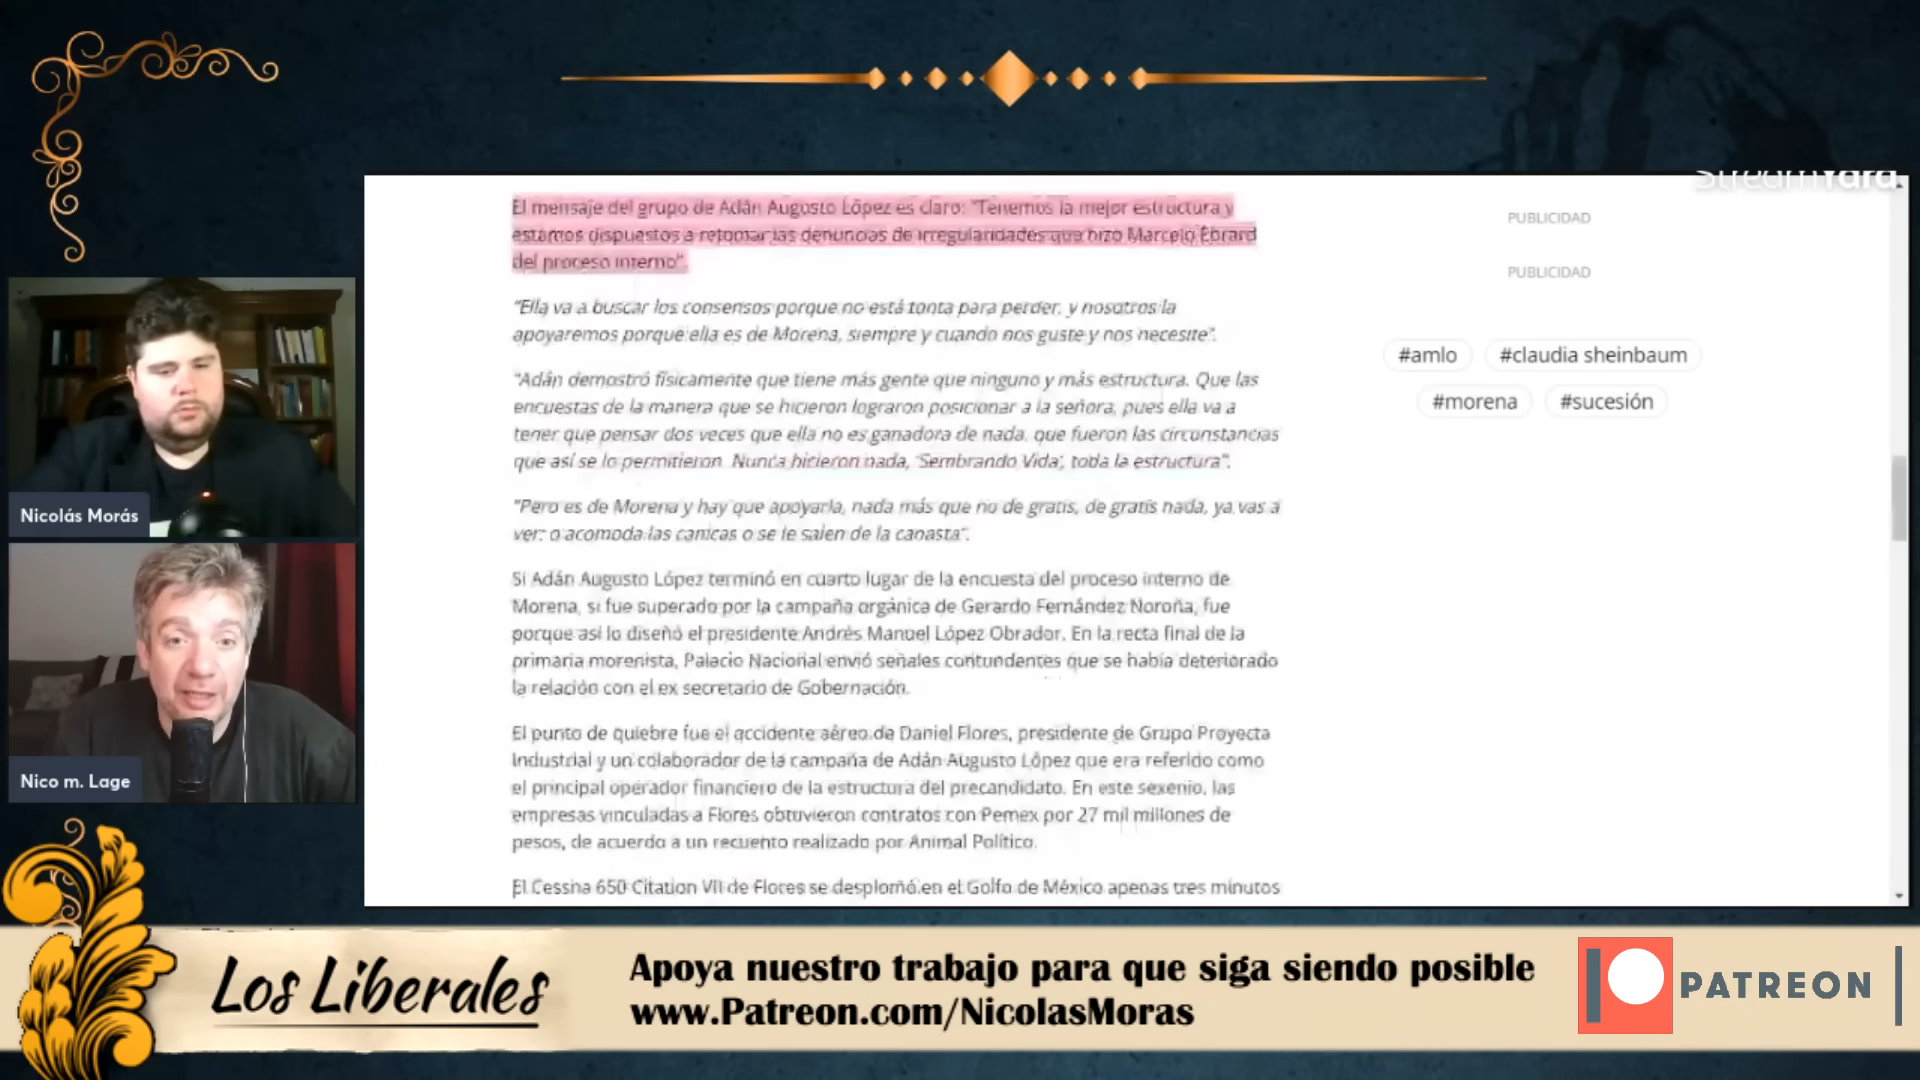 StreamYard
El mensaje del grupo de Adán Augusto López es claro: "Tenemos la mejor estructura y
estamos dispuestos a retomar las denuncias de irregularidades que hizo Marcelo Ebrard
del proceso interno".
"Ella va a buscar los consensos porque no está tonta para perder, y nosotros la
apoyaremos porque ella es de Morena, siempre y cuando nos guste y nos necesite".
"Adán demostró físicamente que tiene más gente que ninguno y más estructura. Que las
encuestas de la manera que se hicieron lograron posicionar a la señora, pues ella va a
tener que pensar dos veces que ella no es ganadora de nada, que fueron las circunstancias
que así se lo permitieron. Nunca hicieron nada, 'Sembrando Vida', toda la estructura".
"Pero es de Morena y hay que apoyarla, nada más que no de gratis, de gratis nada, ya vas a
ver: o acomoda las canicas o se le salen de la canasta".
Si Adán Augusto López terminó en cuarto lugar de la encuesta del proceso interno de
Morena, si fue superado por la campaña orgánica de Gerardo Fernández Noroña, fue
porque así lo diseñó el presidente Andrés Manuel López Obrador. En la recta final de la
primaria morenista, Palacio Nacional envió señales contundentes que se había deteriorado
la relación con el ex secretario de Gobernación.
El punto de quiebre fue el accidente aéreo de Daniel Flores, presidente de Grupo Proyecta
Industrial y un colaborador de la campaña de Adán Augusto López que era referido como
el principal operador financiero de la estructura del precandidato. En este sexenio, las
empresas vinculadas a Flores obtuvieron contratos con Pemex por 27 mil millones de
pesos, de acuerdo a un recuento realizado por Animal Político.
El Cessna 650 Citation VII de Flores se desplomó en el Golfo de México apenas tres minutos
PUBLICIDAD
PUBLICIDAD
#amlo
#claudia sheinbaum
#morena
#sucesión
Nicolás Morás
Nico m. Lage
Los Liberales
Apoya nuestro trabajo para que siga siendo posible
www.Patreon.com/NicolasMoras
PATREON